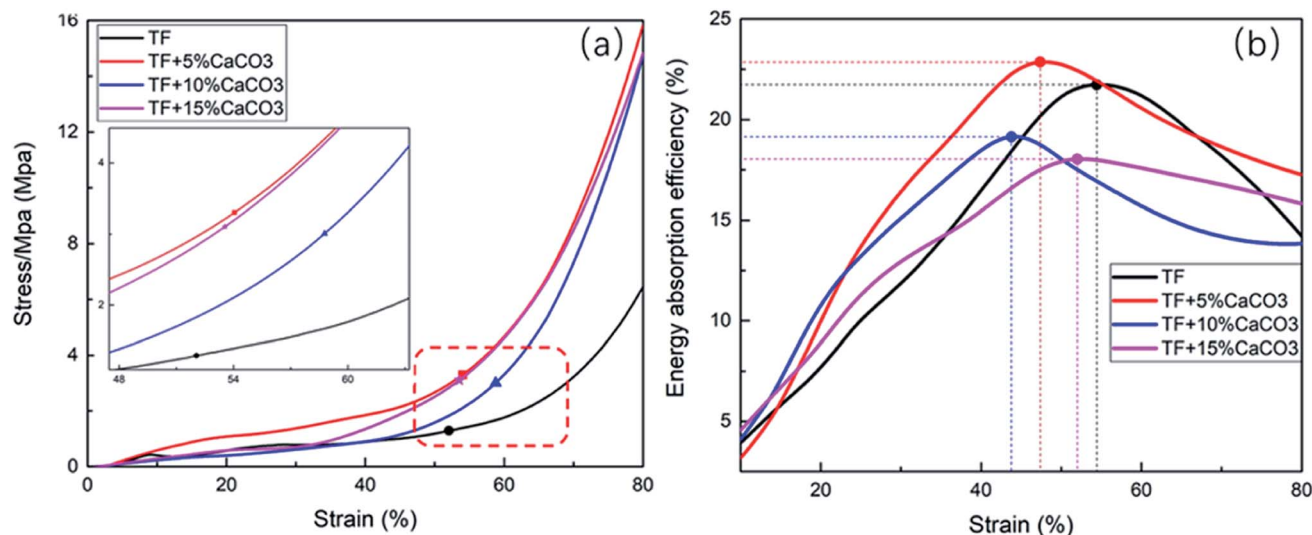 (a)
TF
TF+5%CaCO3
TF+10%CaCO3
TF+15%CaCO3
Stress/Mpa (Mpa)
16
12
8
4
0
4
2
48 54 60
0 20 40 60 80
Strain (%)
(b)
Energy absorption efficiency (%)
25
20
15
10
5
TF
TF+5%CaCO3
TF+10%CaCO3
TF+15%CaCO3
20 40 60 80
Strain (%)